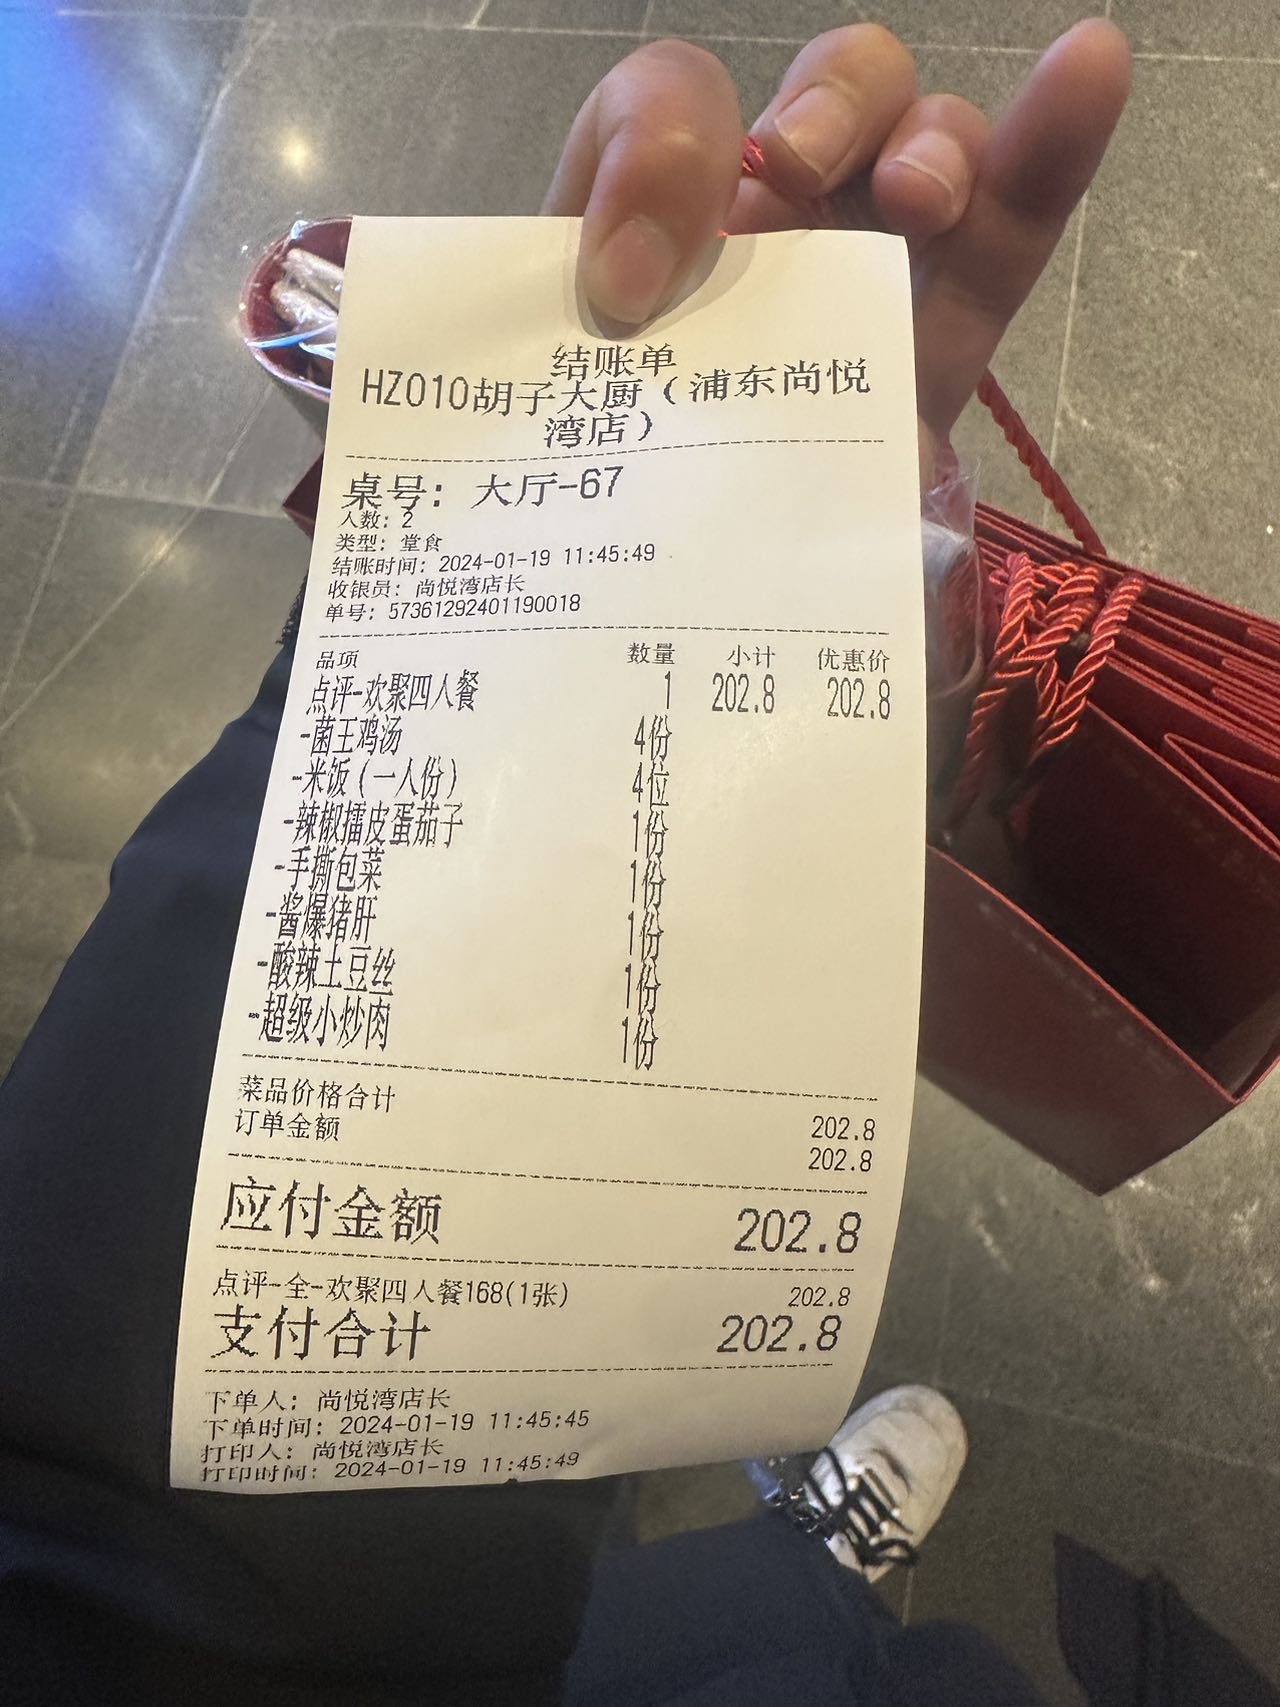 结账单
HZ010胡子大厨（浦东尚悦
湾店）
桌号：大厅-67
人数：2
类型：堂食
结账时间：2024-01-19 11:45:49
收银员：尚悦湾店长
单号：57361292401190018
品项 数量 小计 优惠价
点评-欢聚四人餐 1 202.8 202.8
-菌王鸡汤 4份
-米饭（一人份） 4位
-辣椒擂皮蛋茄子 1份
-手撕包菜 1份
-酱爆猪肝 1份
-酸辣土豆丝 1份
-超级小炒肉 1份
菜品价格合计 202.8
订单金额 202.8
应付金额 202.8
点评-全-欢聚四人餐168(1张) 202.8
支付合计 202.8
下单人：尚悦湾店长
下单时间：2024-01-19 11:45:45
打印人：尚悦湾店长
打印时间：2024-01-19 11:45:49